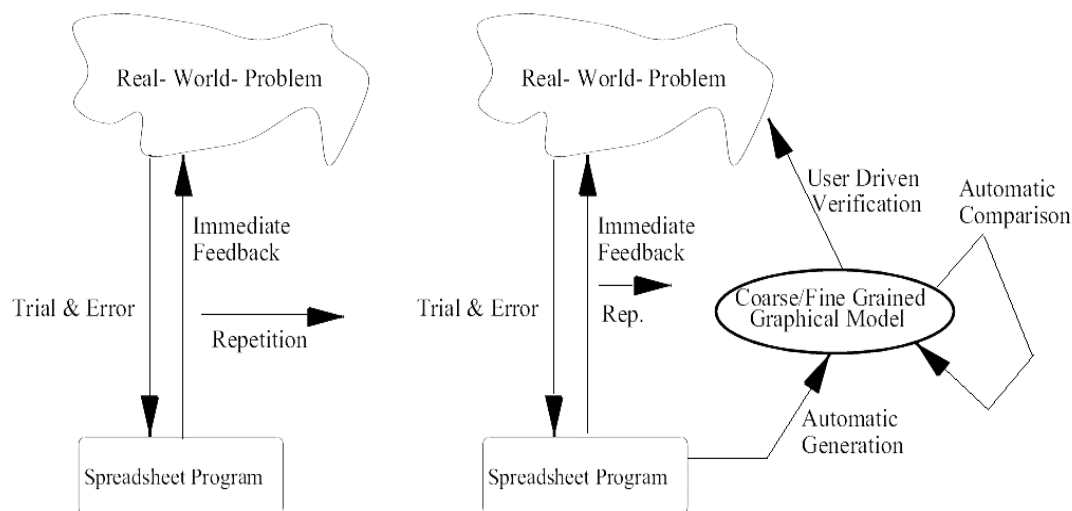 Real- World- Problem
Immediate
Feedback
Trial & Error
Repetition
Spreadsheet Program
Real- World- Problem
Immediate
Feedback
Trial & Error
Rep.
Spreadsheet Program
User Driven
Verification
Automatic
Comparison
Coarse/Fine Grained
Graphical Model
Automatic
Generation